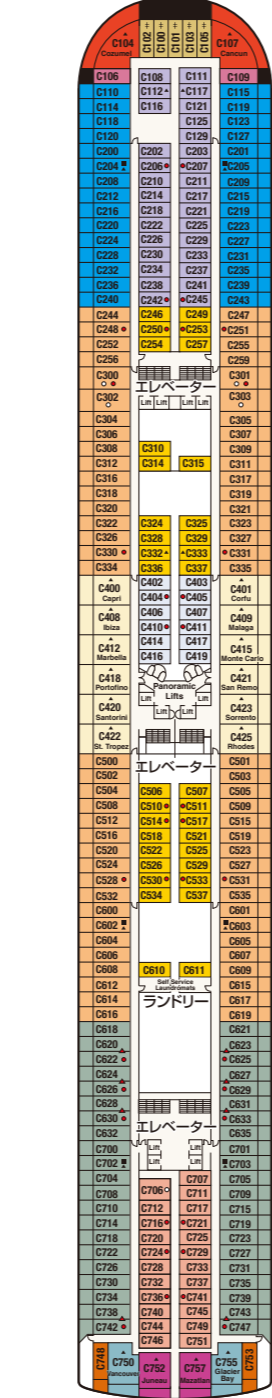 C104 Cozumel C102 C100 C101 C103 C105 C107 Cancun
C106 C108 C111 C109
C110 C112 C117 C115
C114 C116 C121 C119
C118 C125 C123
C120 C129 C127
C200 C202 C203 C201
C204 C206 C207 C205
C208 C210 C211 C209
C212 C214 C217 C215
C216 C218 C221 C219
C220 C222 C225 C223
C224 C226 C229 C227
C228 C230 C233 C231
C232 C234 C237 C235
C236 C238 C241 C239
C240 C242 C245 C243
C244 C246 C249 C247
C248 C250 C253 C251
C252 C254 C257 C255
C256 C259
C300 C301
エレベーター
C302 Lift Lift Lift Lift C303
C304 C305
C306 C307
C308 C310 C309
C312 C314 C315 C311
C316 C317
C318 C319
C320 C321
C322 C324 C325 C323
C326 C328 C329 C327
C330 C332 C333 C331
C334 C336 C337 C335
C400 Capri C402 C403 C401 Corfu
C404 C405
C408 Ibiza C406 C407 C409 Malaga
C410 C411
C412 Marbella C414 C417 C415 Monte Carlo
C416 C419
C418 Portofino Panoramic Lifts C421 San Remo
Lift Lift
C420 Santorini Lift Lift C423 Sorrento
C422 St. Tropez C425 Rhodes
C500 エレベーター C501
C502 C503
C504 C506 C507 C505
C508 C510 C511 C509
C512 C514 C517 C515
C516 C518 C521 C519
C520 C522 C525 C523
C524 C526 C529 C527
C528 C530 C533 C531
C532 C534 C537 C535
C600 C601
C602 C603
C604 C605
C606 C607
C608 C610 C611 C609
C612 Self Service C615
Laundromats
C614 ランドリー C617
C616 C619
C618 C621
C620 C623
C622 C625
C624 C627
C626 C629
C628 C631
C630 エレベーター C633
C632 C635
C700 Lift Lift C701
C702 Lift Lift C703
C704 C707 C705
C708 C706 C711 C709
C710 C712 C717 C715
C714 C716 C721 C719
C718 C720 C725 C723
C722 C724 C729 C727
C726 C728 C733 C731
C730 C732 C737 C735
C734 C736 C741 C739
C738 C740 C745 C743
C742 C744 C749 C747
C746 C751
C748 C750 Vancouver C752 Juneau C757 Mazatlan C755 Glacier Bay C753